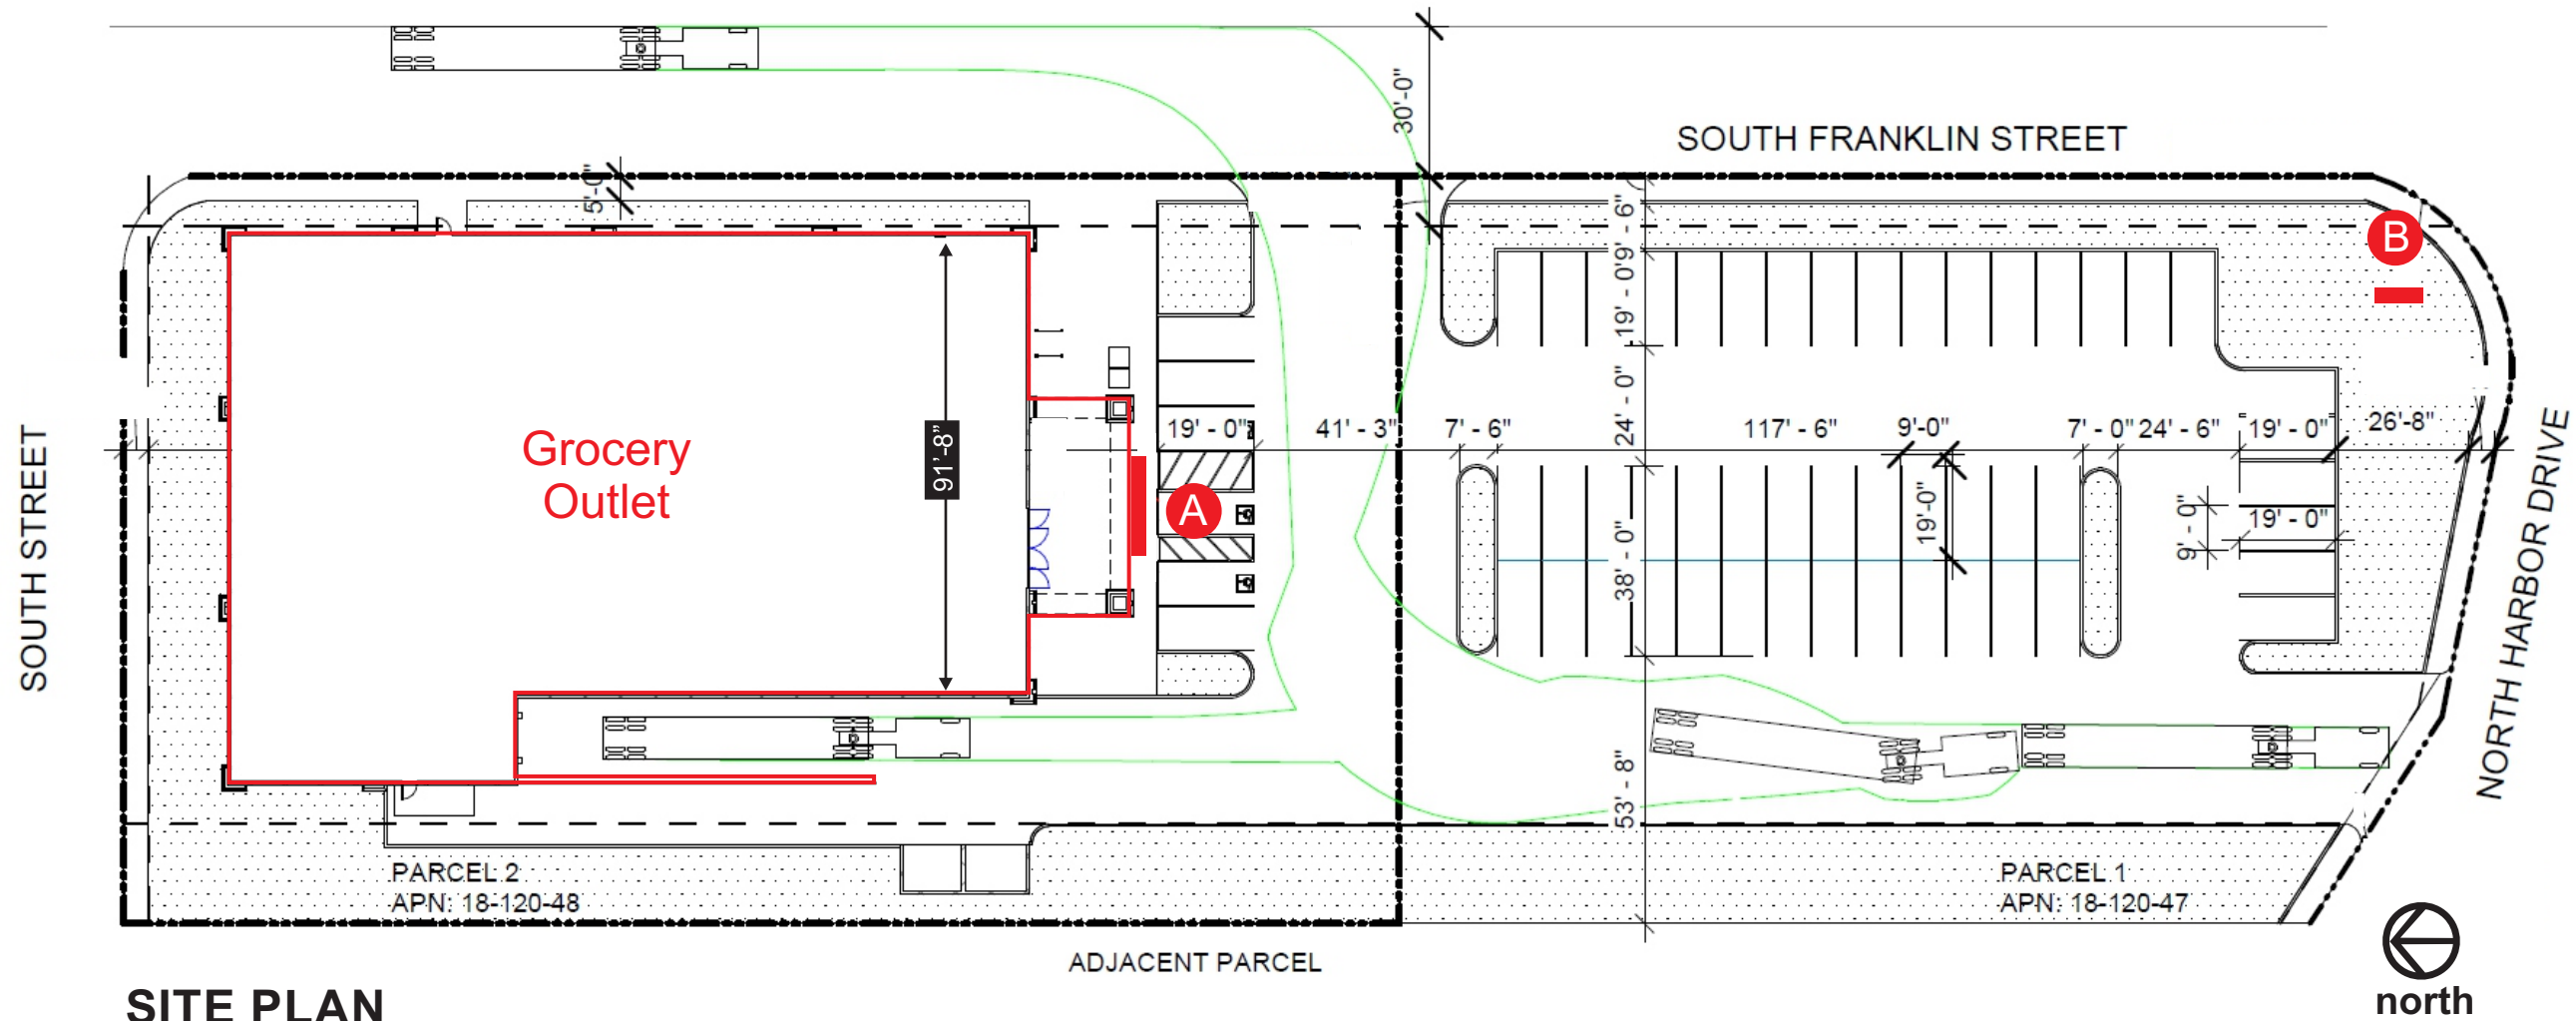 30'-0"
SOUTH FRANKLIN STREET
5'-0"
6"
9' - 6"
19' - 0"
B
24' - 0"
SOUTH STREET
Grocery
Outlet
91'-8"
A
19' - 0"
41' - 3"
7' - 6"
117' - 6"
9'-0"
7' - 0"
24' - 6"
19' - 0"
26'-8"
19'-0"
9' - 0"
19' - 0"
38' - 0"
NORTH HARBOR DRIVE
53' - 8"
PARCEL 2
APN: 18-120-48
PARCEL 1
APN: 18-120-47
ADJACENT PARCEL
SITE PLAN
north